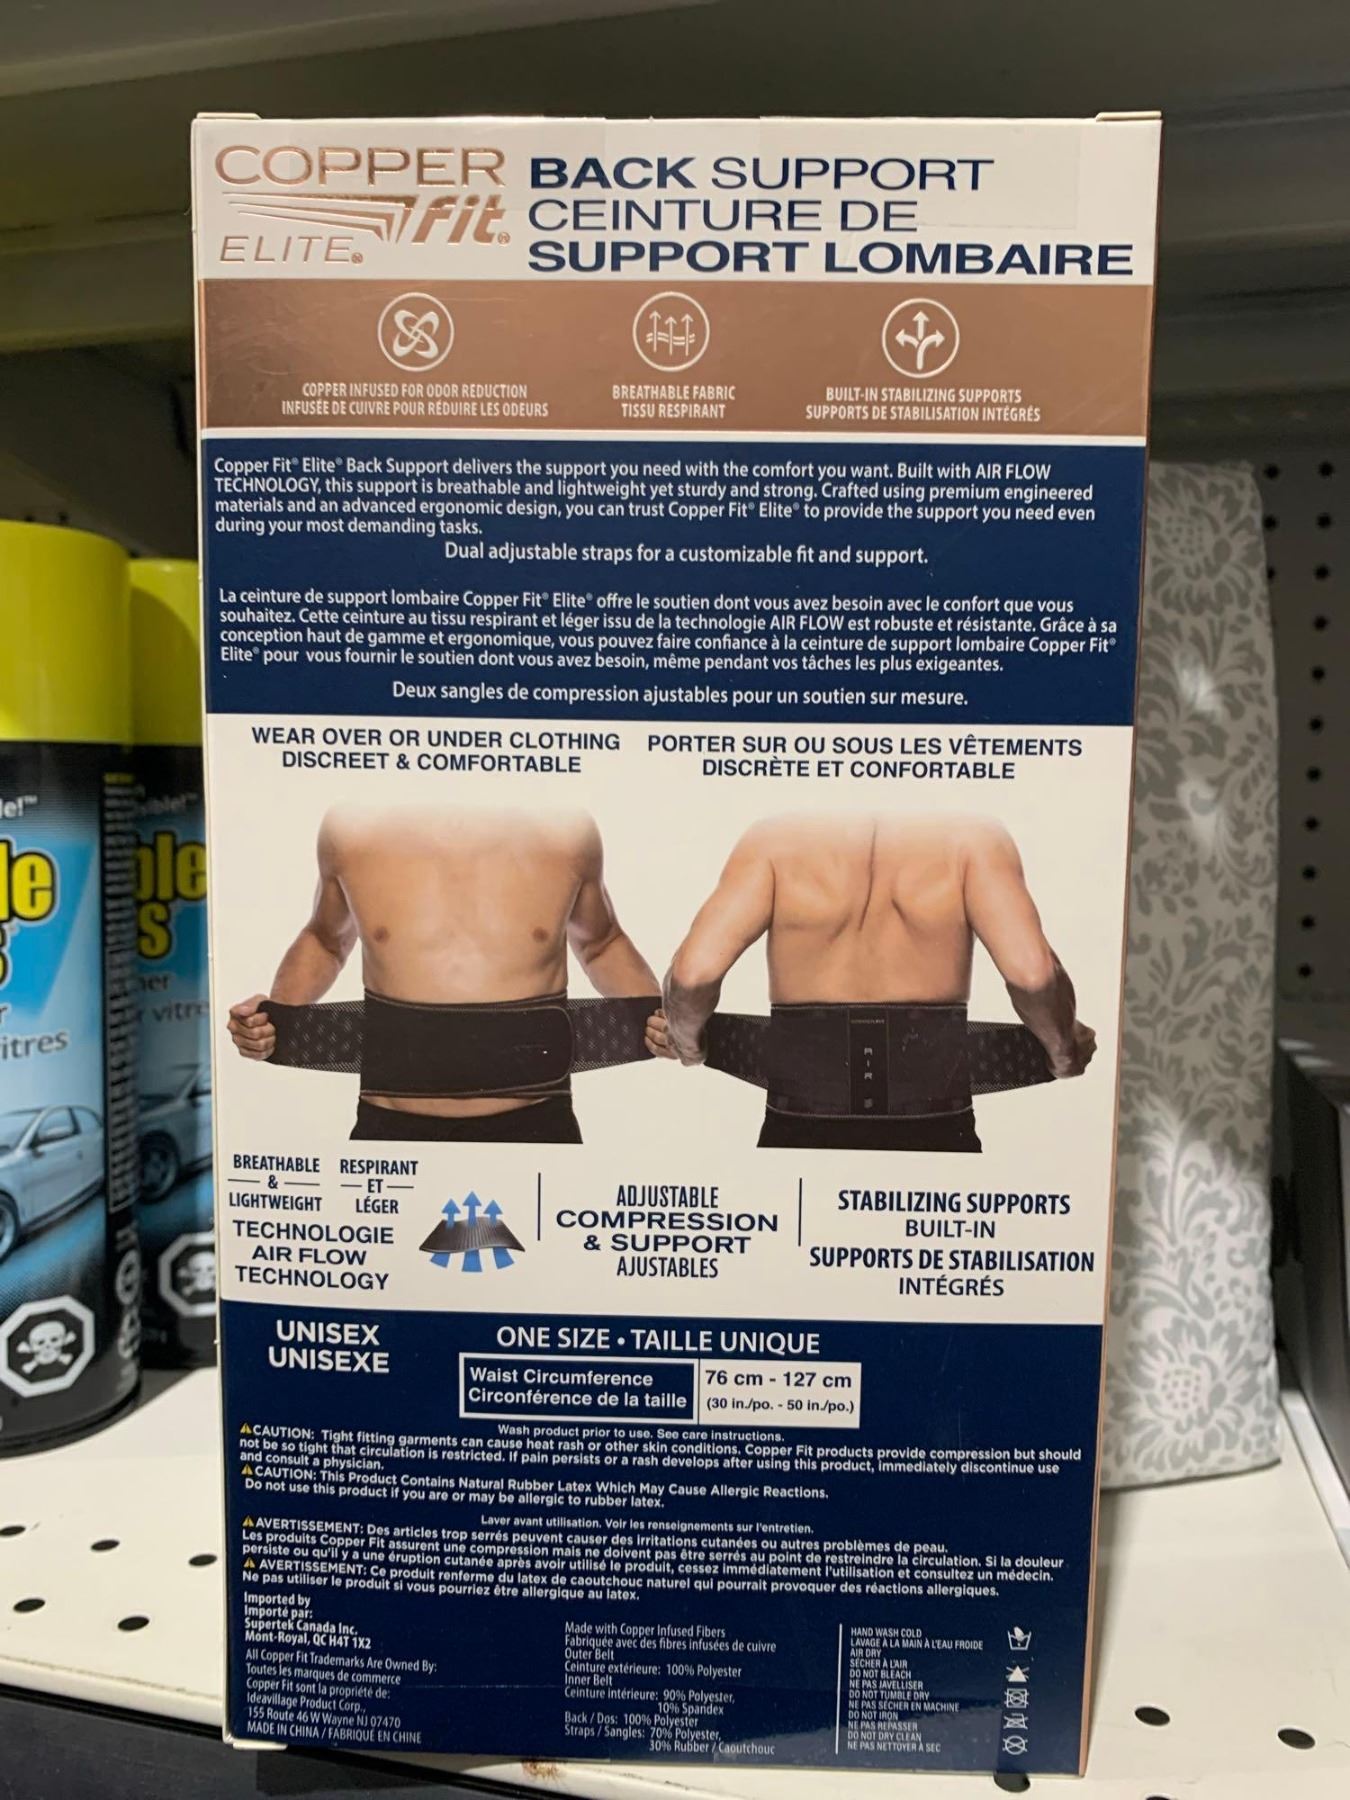 COPPER
fit®
ELITE®
BACK SUPPORT
CEINTURE DE
SUPPORT LOMBAIRE
COPPER INFUSED FOR ODOR REDUCTION
INFUSÉE DE CUIVRE POUR RÉDUIRE LES ODEURS
BREATHABLE FABRIC
TISSU RESPIRANT
BUILT-IN STABILIZING SUPPORTS
SUPPORTS DE STABILISATION INTÉGRÉS
Copper Fit® Elite® Back Support delivers the support you need with the comfort you want. Built with AIR FLOW
TECHNOLOGY, this support is breathable and lightweight yet sturdy and strong. Crafted using premium engineered
materials and an advanced ergonomic design, you can trust Copper Fit® Elite® to provide the support you need even
during your most demanding tasks.
Dual adjustable straps for a customizable fit and support.
La ceinture de support lombaire Copper Fit® Elite® offre le soutien dont vous avez besoin avec le confort que vous
souhaitez. Cette ceinture au tissu respirant et léger issu de la technologie AIR FLOW est robuste et résistante. Grâce à sa
conception haut de gamme et ergonomique, vous pouvez faire confiance à la ceinture de support lombaire Copper Fit®
Elite® pour vous fournir le soutien dont vous avez besoin, même pendant vos tâches les plus exigeantes.
Deux sangles de compression ajustables pour un soutien sur mesure.
WEAR OVER OR UNDER CLOTHING
DISCREET & COMFORTABLE
PORTER SUR OU SOUS LES VÊTEMENTS
DISCRÈTE ET CONFORTABLE
AIR
BREATHABLE
&
LIGHTWEIGHT
RESPIRANT
ET
LÉGER
TECHNOLOGIE
AIR FLOW
TECHNOLOGY
ADJUSTABLE
COMPRESSION
& SUPPORT
AJUSTABLES
STABILIZING SUPPORTS
BUILT-IN
SUPPORTS DE STABILISATION
INTÉGRÉS
UNISEX
UNISEXE
ONE SIZE • TAILLE UNIQUE
Waist Circumference
Circonférence de la taille
76 cm - 127 cm
(30 in./po. - 50 in./po.)
Wash product prior to use. See care instructions.
⚠CAUTION: Tight fitting garments can cause heat rash or other skin conditions. Copper Fit products provide compression but should
not be so tight that circulation is restricted. If pain persists or a rash develops after using this product, immediately discontinue use
and consult a physician.
⚠CAUTION: This Product Contains Natural Rubber Latex Which May Cause Allergic Reactions.
Do not use this product if you are or may be allergic to rubber latex.
Laver avant utilisation. Voir les renseignements sur l'entretien.
⚠AVERTISSEMENT: Des articles trop serrés peuvent causer des irritations cutanées ou autres problèmes de peau.
Les produits Copper Fit assurent une compression mais ne doivent pas être serrés au point de restreindre la circulation. Si la douleur
persiste ou qu'il y a une éruption cutanée après avoir utilisé le produit, cessez immédiatement l'utilisation et consultez un médecin.
⚠ AVERTISSEMENT: Ce produit renferme du latex de caoutchouc naturel qui pourrait provoquer des réactions allergiques.
Ne pas utiliser le produit si vous pourriez être allergique au latex.
Imported by
Importé par:
Supertek Canada Inc.
Mont-Royal, QC H4T 1X2
All Copper Fit Trademarks Are Owned By:
Toutes les marques de commerce
Copper Fit sont la propriété de:
Ideavillage Product Corp.,
155 Route 46 W Wayne NJ 07470
MADE IN CHINA / FABRIQUÉ EN CHINE
Made with Copper Infused Fibers
Fabriquée avec des fibres infusées de cuivre
Outer Belt
Ceinture extérieure: 100% Polyester
Inner Belt
Ceinture intérieure: 90% Polyester,
10% Spandex
Back / Dos: 100% Polyester
Straps / Sangles: 70% Polyester,
30% Rubber / Caoutchouc
HAND WASH COLD
LAVAGE À LA MAIN À L'EAU FROIDE
AIR DRY
SÉCHER À L'AIR
DO NOT BLEACH
NE PAS JAVELLISER
DO NOT TUMBLE DRY
NE PAS SÉCHER EN MACHINE
DO NOT IRON
NE PAS REPASSER
DO NOT DRY CLEAN
NE PAS NETTOYER À SEC